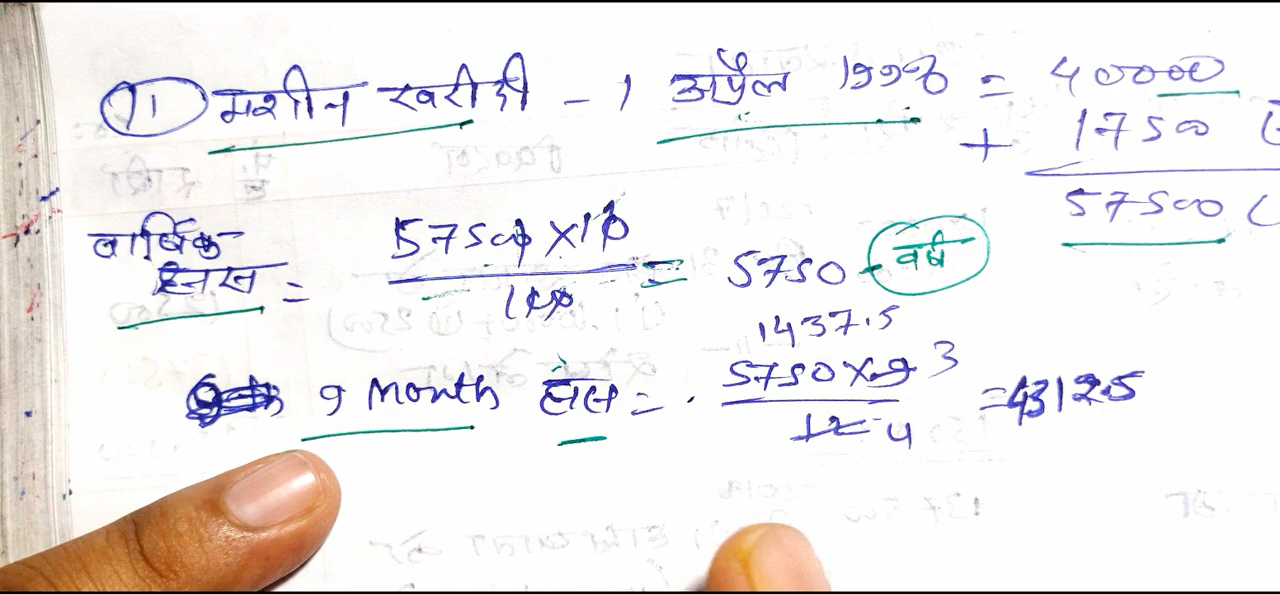 (1) मशीन खरीदी - 1 अप्रैल 1998 = 40000
+ 17500
57500
वार्षिक ह्रास = 57500 x 10 / 100 = 5750 - वर्ष
1437.5
9 Month ह्रास = 5750 x 9 3 / 12 4 = 4312.5